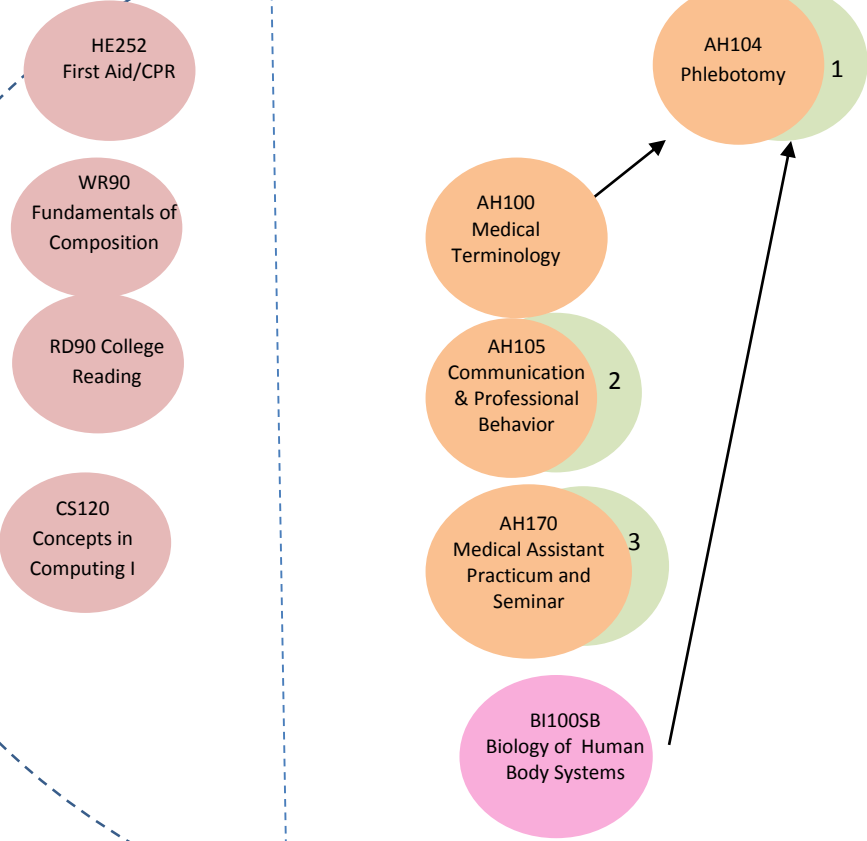 HE252
First Aid/CPR
WR90
Fundamentals of
Composition
RD90 College
Reading
CS120
Concepts in
Computing I
AH104
Phlebotomy
1
AH100
Medical
Terminology
AH105
Communication
& Professional
Behavior
2
AH170
Medical Assistant
Practicum and
Seminar
3
BI100SB
Biology of Human
Body Systems